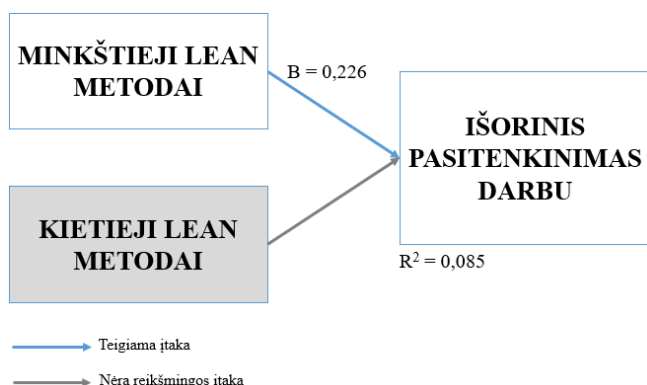 MINKŠTIEJI LEAN
METODAI
B = 0,226
IŠORINIS
PASITENKINIMAS
DARBU
KIETIEJI LEAN
METODAI
R² = 0,085
Teigiama įtaka
Nėra reikšmingos įtaka